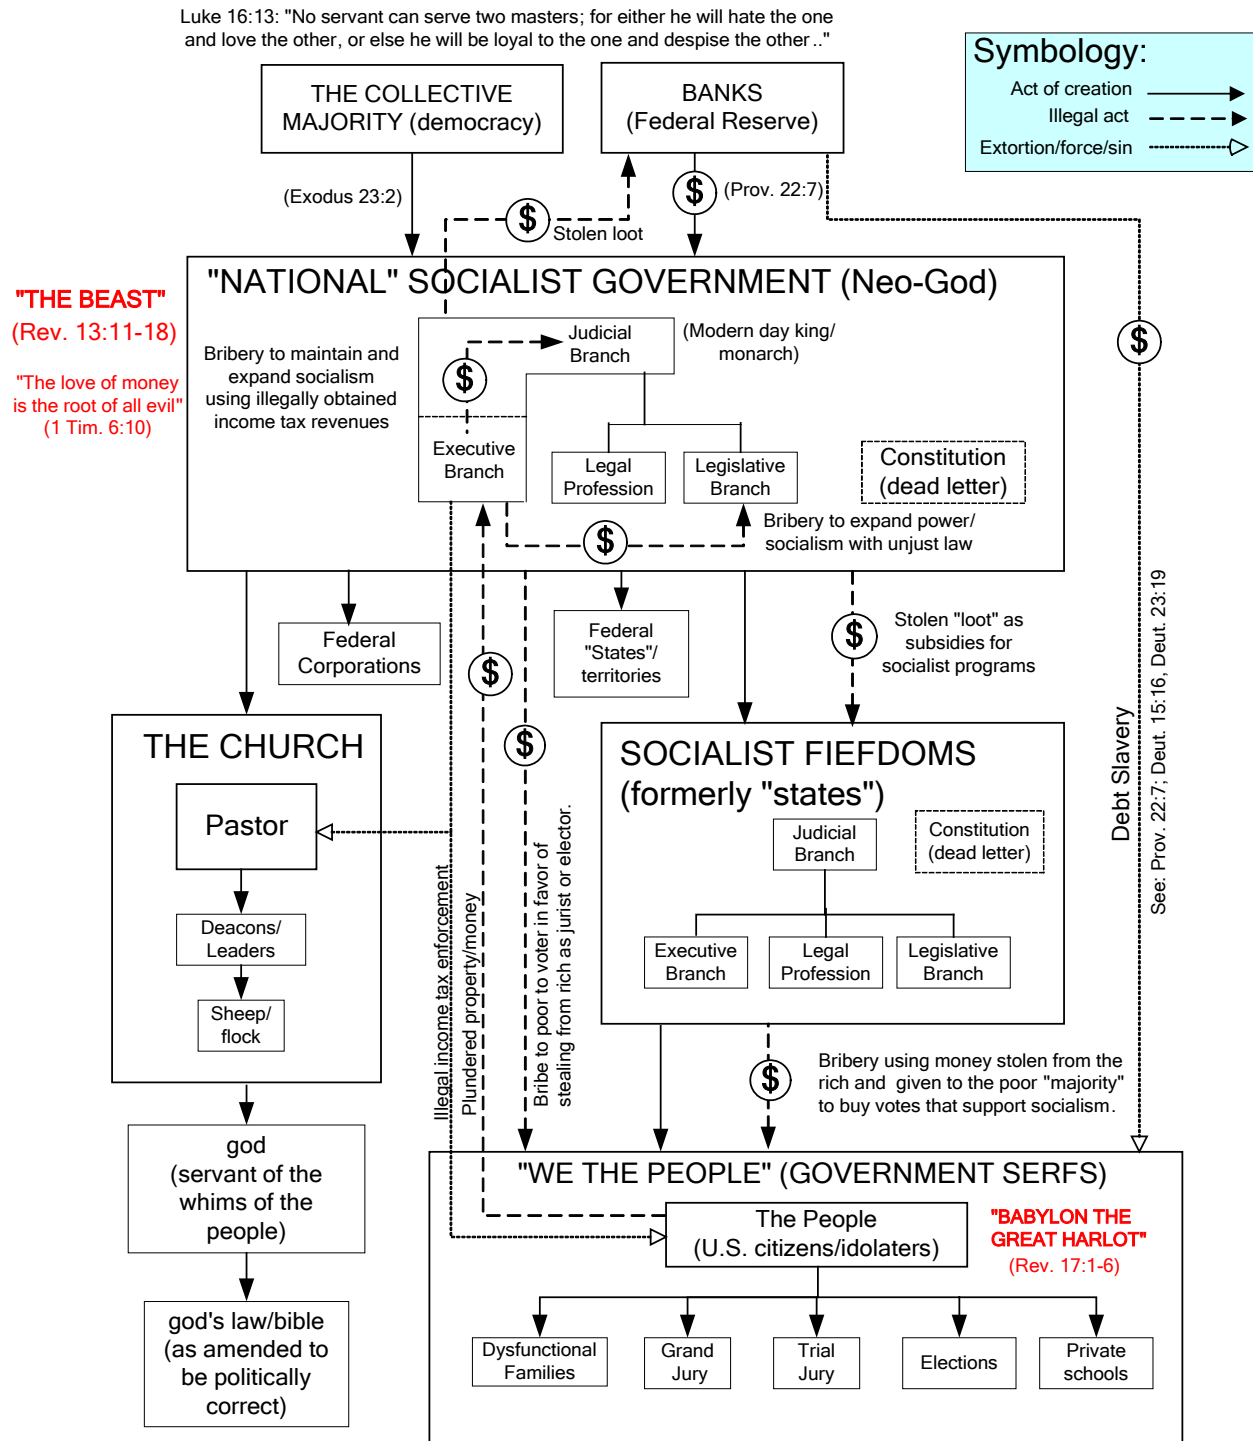 Luke 16:13: "No servant can serve two masters; for either he will hate the one
and love the other, or else he will be loyal to the one and despise the other .."
Symbology:
Act of creation
Illegal act
Extortion/force/sin
THE COLLECTIVE
MAJORITY (democracy)
BANKS
(Federal Reserve)
(Exodus 23:2)
$
Stolen loot
$
(Prov. 22:7)
"NATIONAL" SOCIALIST GOVERNMENT (Neo-God)
"THE BEAST"
(Rev. 13:11-18)
"The love of money
is the root of all evil"
(1 Tim. 6:10)
Bribery to maintain and
expand socialism
using illegally obtained
income tax revenues
Judicial
Branch
(Modern day king/
monarch)
$
$
Executive
Branch
Legal
Profession
Legislative
Branch
Constitution
(dead letter)
$
Bribery to expand power/
socialism with unjust law
Federal
Corporations
Federal
"States"/
territories
$
Stolen "loot" as
subsidies for
socialist programs
$
$
Debt Slavery
See: Prov. 22:7; Deut. 15:16, Deut. 23:19
THE CHURCH
Pastor
Deacons/
Leaders
Sheep/
flock
Illegal income tax enforcement
Plundered property/money
Bribe to poor to voter in favor of
stealing from rich as jurist or elector.
SOCIALIST FIEFDOMS
(formerly "states")
Judicial
Branch
Constitution
(dead letter)
Executive
Branch
Legal
Profession
Legislative
Branch
$
Bribery using money stolen from the
rich and given to the poor "majority"
to buy votes that support socialism.
god
(servant of the
whims of the
people)
god's law/bible
(as amended to
be politically
correct)
"WE THE PEOPLE" (GOVERNMENT SERFS)
The People
(U.S. citizens/idolaters)
"BABYLON THE
GREAT HARLOT"
(Rev. 17:1-6)
Dysfunctional
Families
Grand
Jury
Trial
Jury
Elections
Private
schools